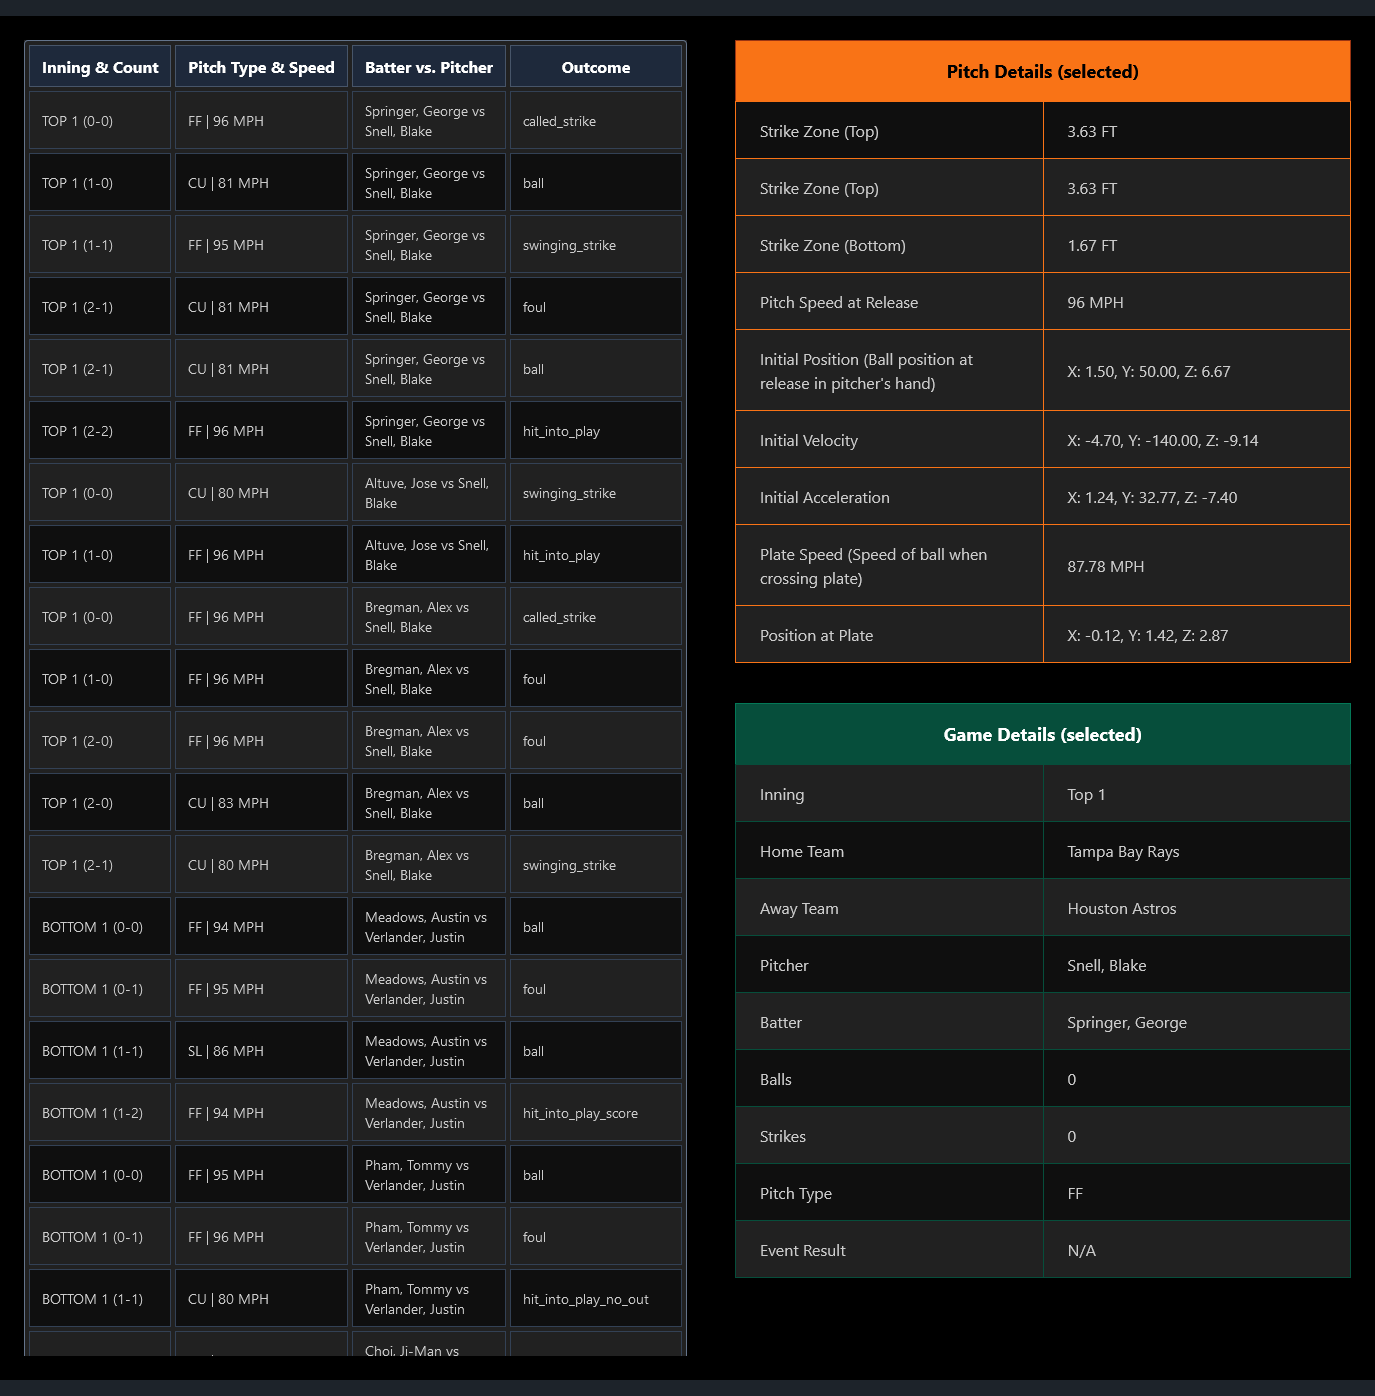 Inning & Count Pitch Type & Speed Batter vs. Pitcher Outcome
TOP 1 (0-0) FF | 96 MPH Springer, George vs Snell, Blake called_strike
TOP 1 (1-0) CU | 81 MPH Springer, George vs Snell, Blake ball
TOP 1 (1-1) FF | 95 MPH Springer, George vs Snell, Blake swinging_strike
TOP 1 (2-1) CU | 81 MPH Springer, George vs Snell, Blake foul
TOP 1 (2-1) CU | 81 MPH Springer, George vs Snell, Blake ball
TOP 1 (2-2) FF | 96 MPH Springer, George vs Snell, Blake hit_into_play
TOP 1 (0-0) CU | 80 MPH Altuve, Jose vs Snell, Blake swinging_strike
TOP 1 (1-0) FF | 96 MPH Altuve, Jose vs Snell, Blake hit_into_play
TOP 1 (0-0) FF | 96 MPH Bregman, Alex vs Snell, Blake called_strike
TOP 1 (1-0) FF | 96 MPH Bregman, Alex vs Snell, Blake foul
TOP 1 (2-0) FF | 96 MPH Bregman, Alex vs Snell, Blake foul
TOP 1 (2-0) CU | 83 MPH Bregman, Alex vs Snell, Blake ball
TOP 1 (2-1) CU | 80 MPH Bregman, Alex vs Snell, Blake swinging_strike
BOTTOM 1 (0-0) FF | 94 MPH Meadows, Austin vs Verlander, Justin ball
BOTTOM 1 (0-1) FF | 95 MPH Meadows, Austin vs Verlander, Justin foul
BOTTOM 1 (1-1) SL | 86 MPH Meadows, Austin vs Verlander, Justin ball
BOTTOM 1 (1-2) FF | 94 MPH Meadows, Austin vs Verlander, Justin hit_into_play_score
BOTTOM 1 (0-0) FF | 95 MPH Pham, Tommy vs Verlander, Justin ball
BOTTOM 1 (0-1) FF | 96 MPH Pham, Tommy vs Verlander, Justin foul
BOTTOM 1 (1-1) CU | 80 MPH Pham, Tommy vs Verlander, Justin hit_into_play_no_out
Choi, Ji-Man vs
Pitch Details (selected)
Strike Zone (Top) 3.63 FT
Strike Zone (Top) 3.63 FT
Strike Zone (Bottom) 1.67 FT
Pitch Speed at Release 96 MPH
Initial Position (Ball position at release in pitcher's hand) X: 1.50, Y: 50.00, Z: 6.67
Initial Velocity X: -4.70, Y: -140.00, Z: -9.14
Initial Acceleration X: 1.24, Y: 32.77, Z: -7.40
Plate Speed (Speed of ball when crossing plate) 87.78 MPH
Position at Plate X: -0.12, Y: 1.42, Z: 2.87
Game Details (selected)
Inning Top 1
Home Team Tampa Bay Rays
Away Team Houston Astros
Pitcher Snell, Blake
Batter Springer, George
Balls 0
Strikes 0
Pitch Type FF
Event Result N/A